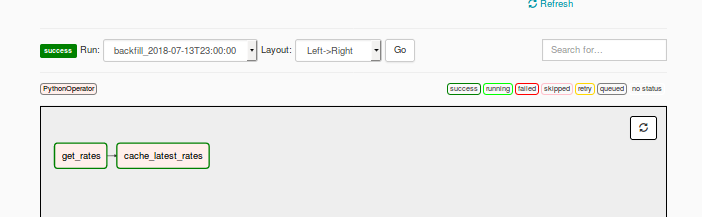 Refresh
success Run: backfill_2018-07-13T23:00:00 Layout: Left->Right Go Search for...
PythonOperator success running failed skipped retry queued no status
get_rates cache_latest_rates